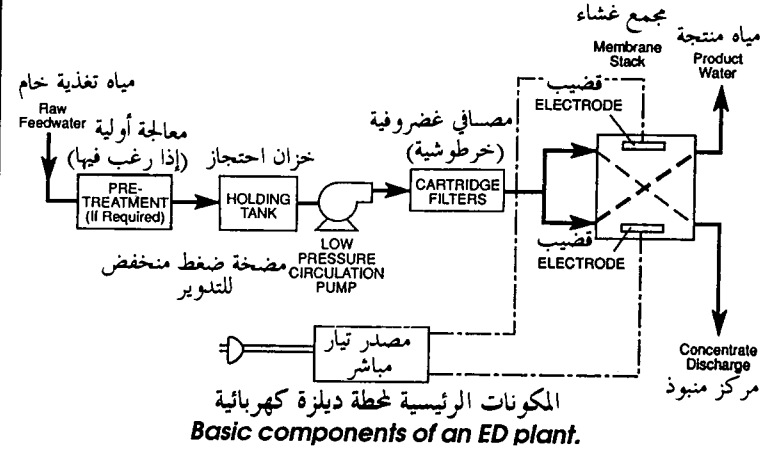 مجمع غشاء
Membrane
Stack
مياه منتجة
Product
Water
مياه تغذية خام
Raw
Feedwater
معالجة أولية
(إذا رغب فيها)
PRE-
TREATMENT
(If Required)
خزان احتجاز
HOLDING
TANK
LOW
PRESSURE
CIRCULATION
PUMP
مضخة ضغط منخفض
للتدوير
مصافي غضروفية
(خرطوشية)
CARTRIDGE
FILTERS
قضيب
ELECTRODE
قضيب
ELECTRODE
Concentrate
Discharge
مركز منبوذ
مصدر تيار
مباشر
المكونات الرئيسية لمحطة ديلزة كهربائية
Basic components of an ED plant.